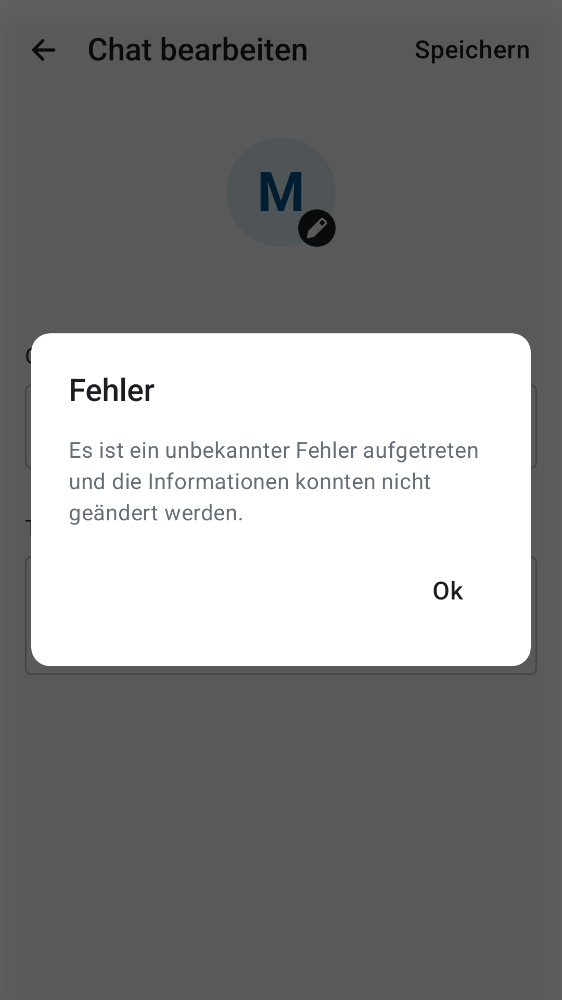 Chat bearbeiten
Speichern
M
Fehler
Es ist ein unbekannter Fehler aufgetreten
und die Informationen konnten nicht
geändert werden.
Ok